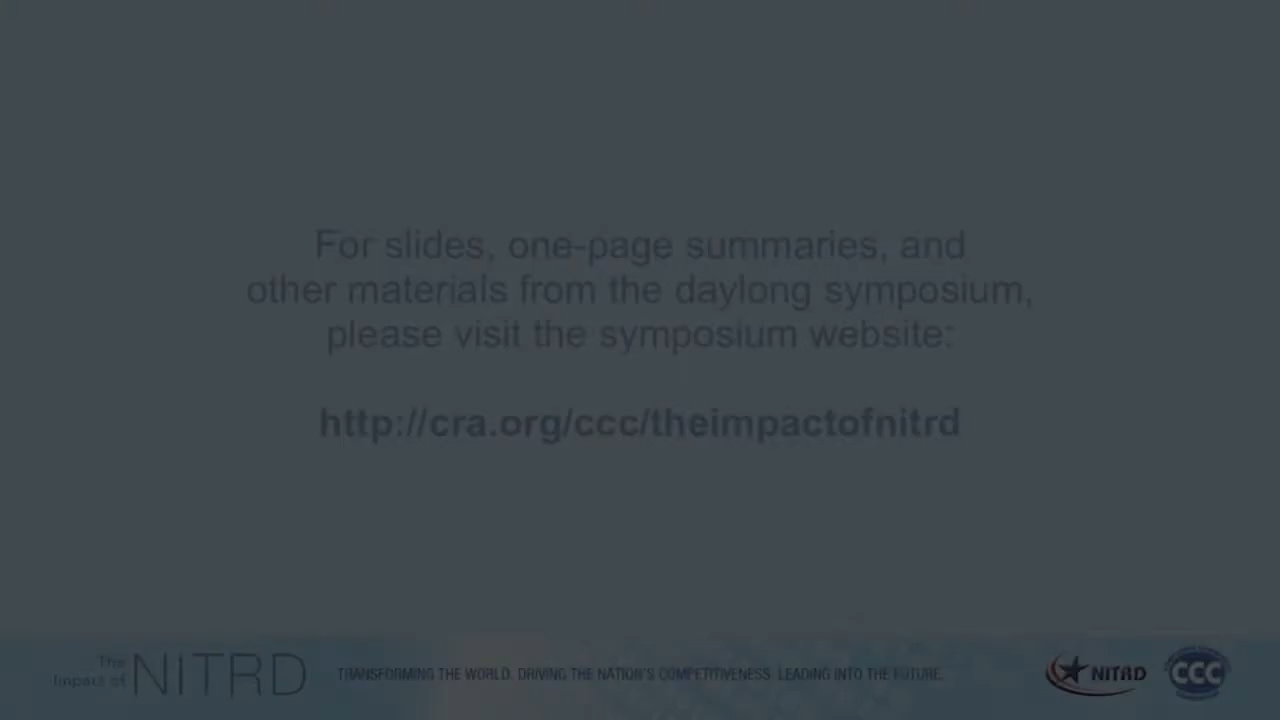 For slides, one-page summaries, and
other materials from the daylong symposium,
please visit the symposium website:
http://cra.org/ccc/theimpactofnitrd
The
Impact of NITRD
TRANSFORMING THE WORLD. DRIVING THE NATION'S COMPETITIVENESS. LEADING INTO THE FUTURE.
NITRD
CCC